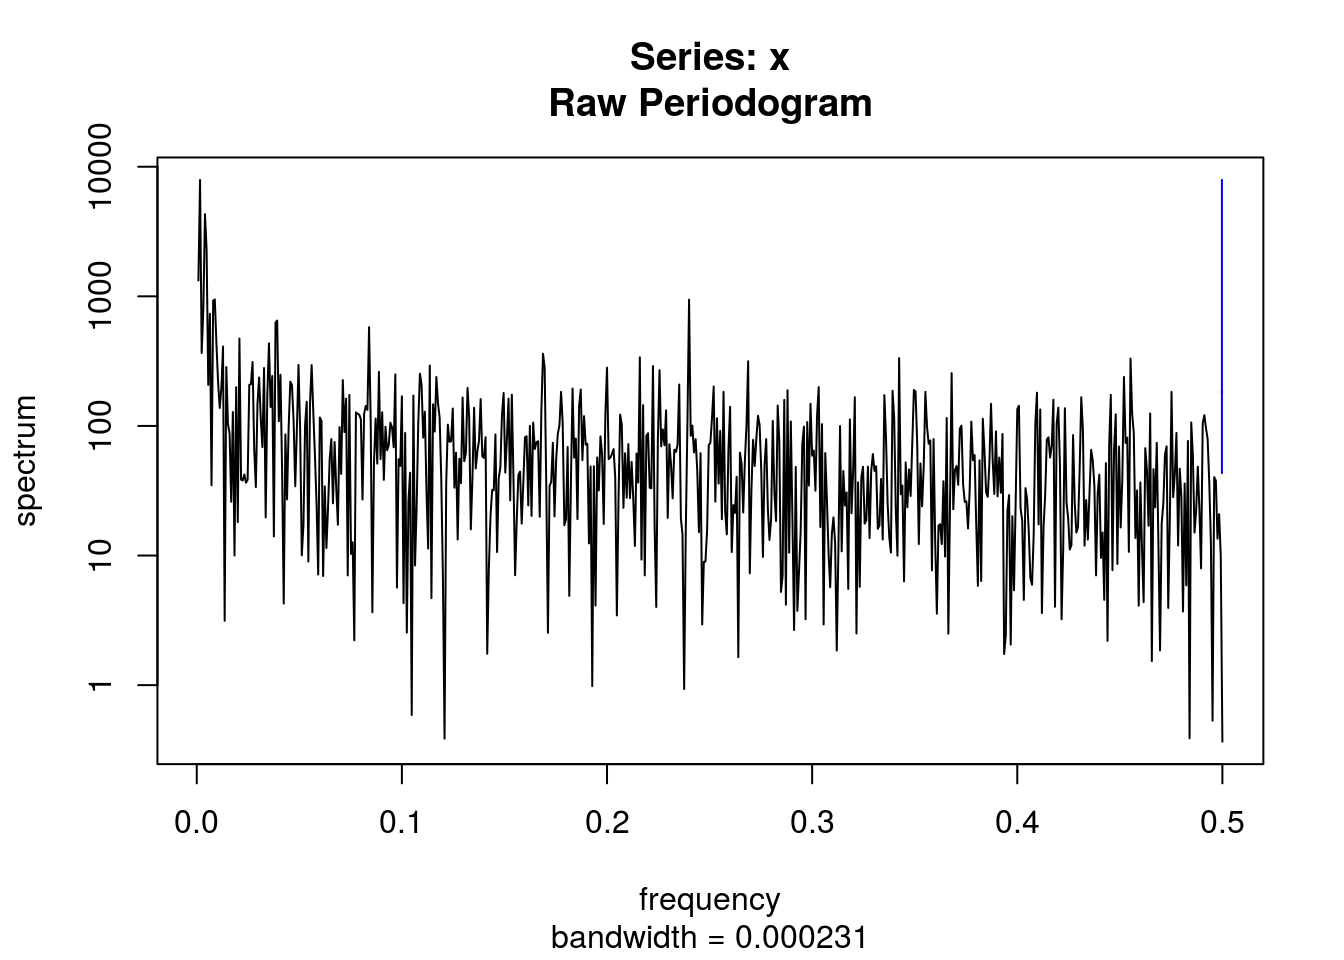 Series: x
Raw Periodogram
spectrum
10000
1000
100
10
1
0.0 0.1 0.2 0.3 0.4 0.5
frequency
bandwidth = 0.000231